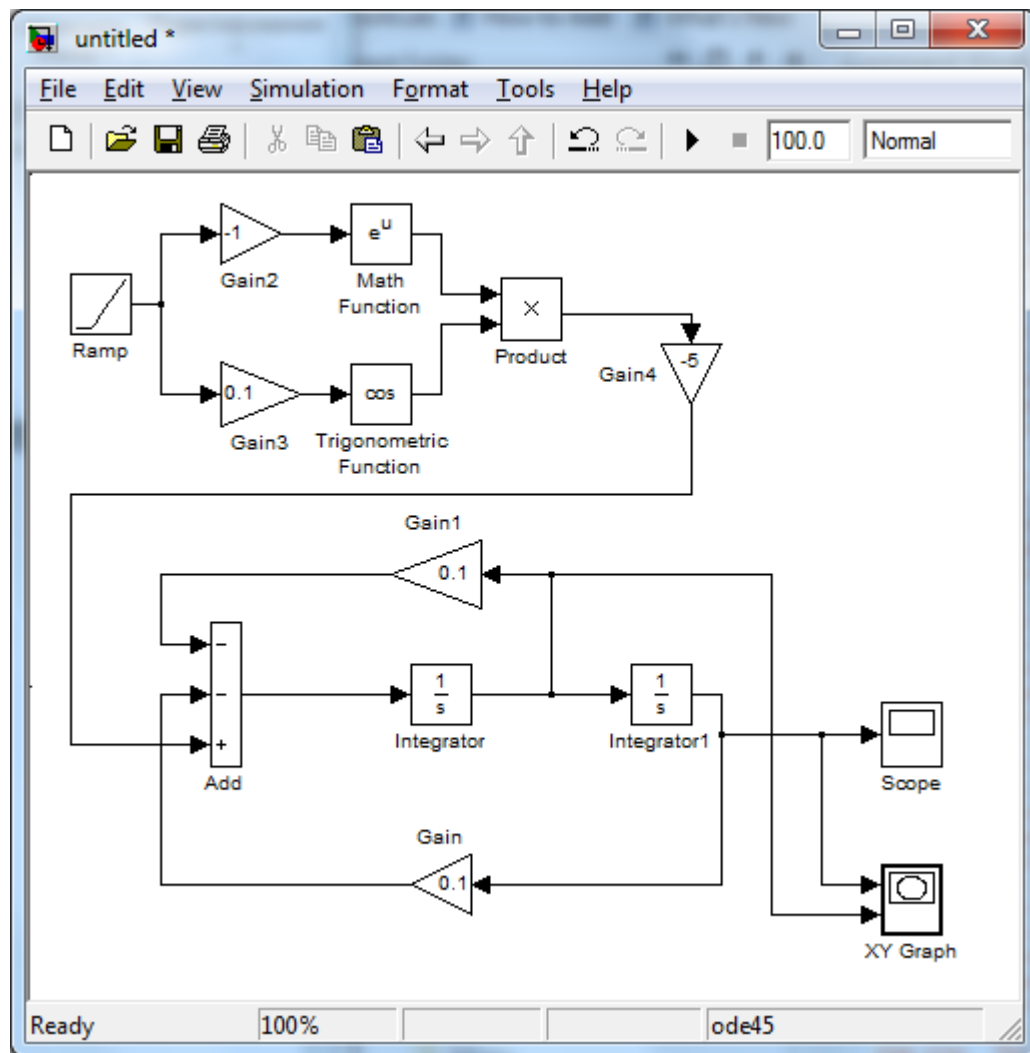 untitled *
File Edit View Simulation Format Tools Help
100.0 Normal
-1
Gain2
e^u
Math
Function
Ramp
×
Product
-5
Gain4
0.1
Gain3
cos
Trigonometric
Function
Gain1
0.1
−
−
+
Add
1
s
Integrator
1
s
Integrator1
Scope
Gain
0.1
XY Graph
Ready 100% ode45